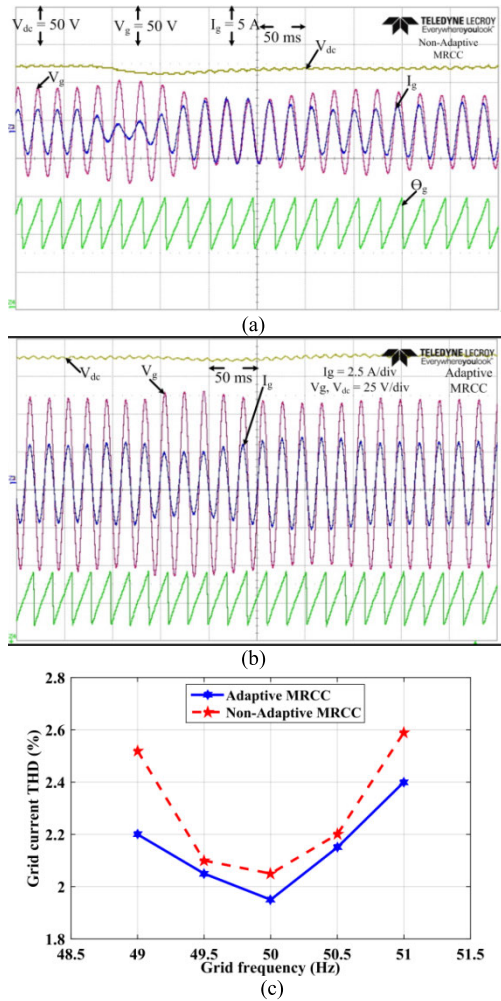 V_dc = 50 V V_g = 50 V I_g = 5 A
50 ms
TELEDYNE LECROY
Everywhereyoulook
Non-Adaptive
MRCC
V_dc
V_g
I_g
Θ_g
(a)
TELEDYNE LECROY
Everywhereyoulook
V_dc
V_g
50 ms
I_g
Ig = 2.5 A/div
Vg, V_dc = 25 V/div
Adaptive
MRCC
(b)
Grid current THD (%)
2.8
2.6
2.4
2.2
2
1.8
Adaptive MRCC
Non-Adaptive MRCC
48.5 49 49.5 50 50.5 51 51.5
Grid frequency (Hz)
(c)